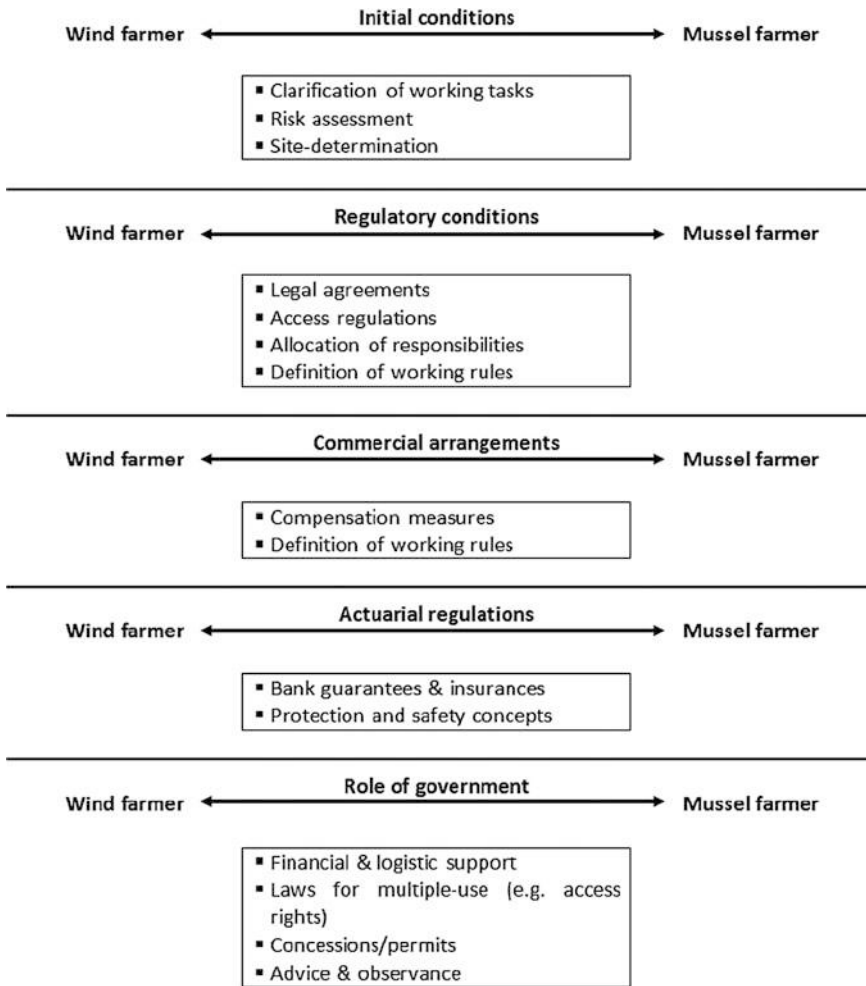 Initial conditions
Wind farmer Mussel farmer
▪ Clarification of working tasks
▪ Risk assessment
▪ Site-determination
Regulatory conditions
Wind farmer Mussel farmer
▪ Legal agreements
▪ Access regulations
▪ Allocation of responsibilities
▪ Definition of working rules
Commercial arrangements
Wind farmer Mussel farmer
▪ Compensation measures
▪ Definition of working rules
Actuarial regulations
Wind farmer Mussel farmer
▪ Bank guarantees & insurances
▪ Protection and safety concepts
Role of government
Wind farmer Mussel farmer
▪ Financial & logistic support
▪ Laws for multiple-use (e.g. access
rights)
▪ Concessions/permits
▪ Advice & observance